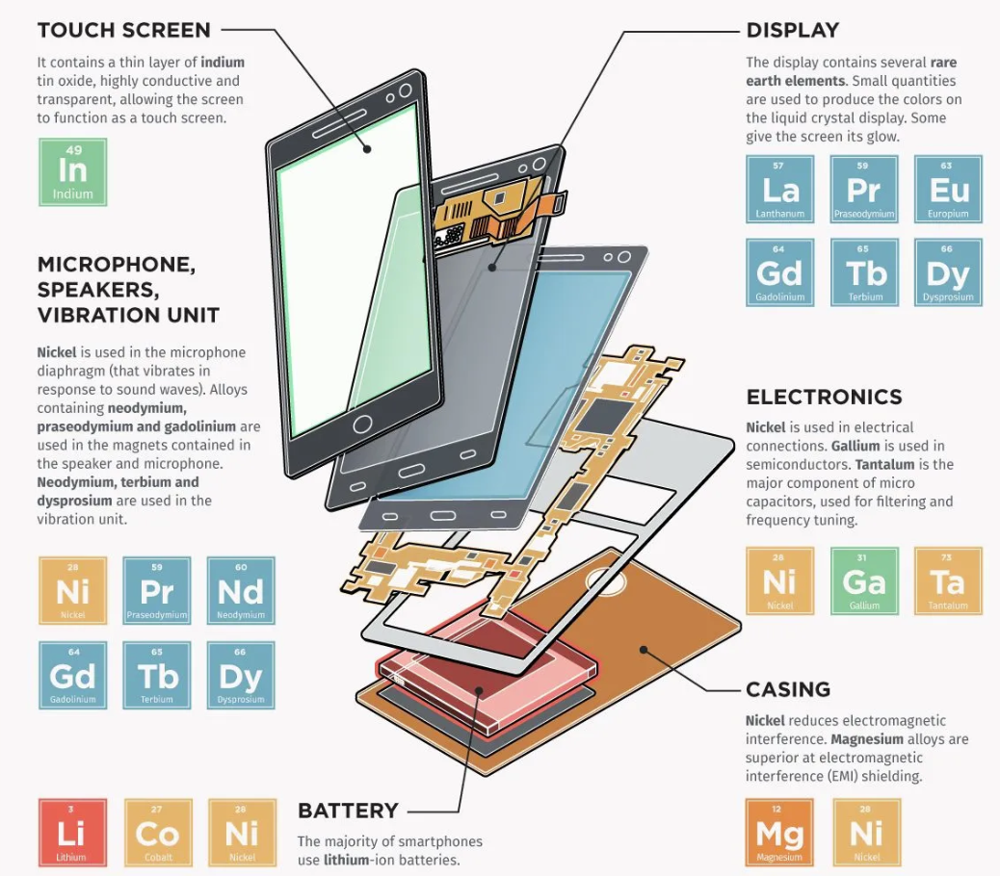 TOUCH SCREEN
It contains a thin layer of indium
tin oxide, highly conductive and
transparent, allowing the screen
to function as a touch screen.
49
In
Indium
DISPLAY
The display contains several rare
earth elements. Small quantities
are used to produce the colors on
the liquid crystal display. Some
give the screen its glow.
57
La
Lanthanum
59
Pr
Praseodymium
63
Eu
Europium
64
Gd
Gadolinium
65
Tb
Terbium
66
Dy
Dysprosium
MICROPHONE,
SPEAKERS,
VIBRATION UNIT
Nickel is used in the microphone
diaphragm (that vibrates in
response to sound waves). Alloys
containing neodymium,
praseodymium and gadolinium are
used in the magnets contained in
the speaker and microphone.
Neodymium, terbium and
dysprosium are used in the
vibration unit.
28
Ni
Nickel
59
Pr
Praseodymium
60
Nd
Neodymium
64
Gd
Gadolinium
65
Tb
Terbium
66
Dy
Dysprosium
ELECTRONICS
Nickel is used in electrical
connections. Gallium is used in
semiconductors. Tantalum is the
major component of micro
capacitors, used for filtering and
frequency tuning.
28
Ni
Nickel
31
Ga
Gallium
73
Ta
Tantalum
CASING
Nickel reduces electromagnetic
interference. Magnesium alloys are
superior at electromagnetic
interference (EMI) shielding.
12
Mg
Magnesium
28
Ni
Nickel
BATTERY
The majority of smartphones
use lithium-ion batteries.
3
Li
Lithium
27
Co
Cobalt
28
Ni
Nickel